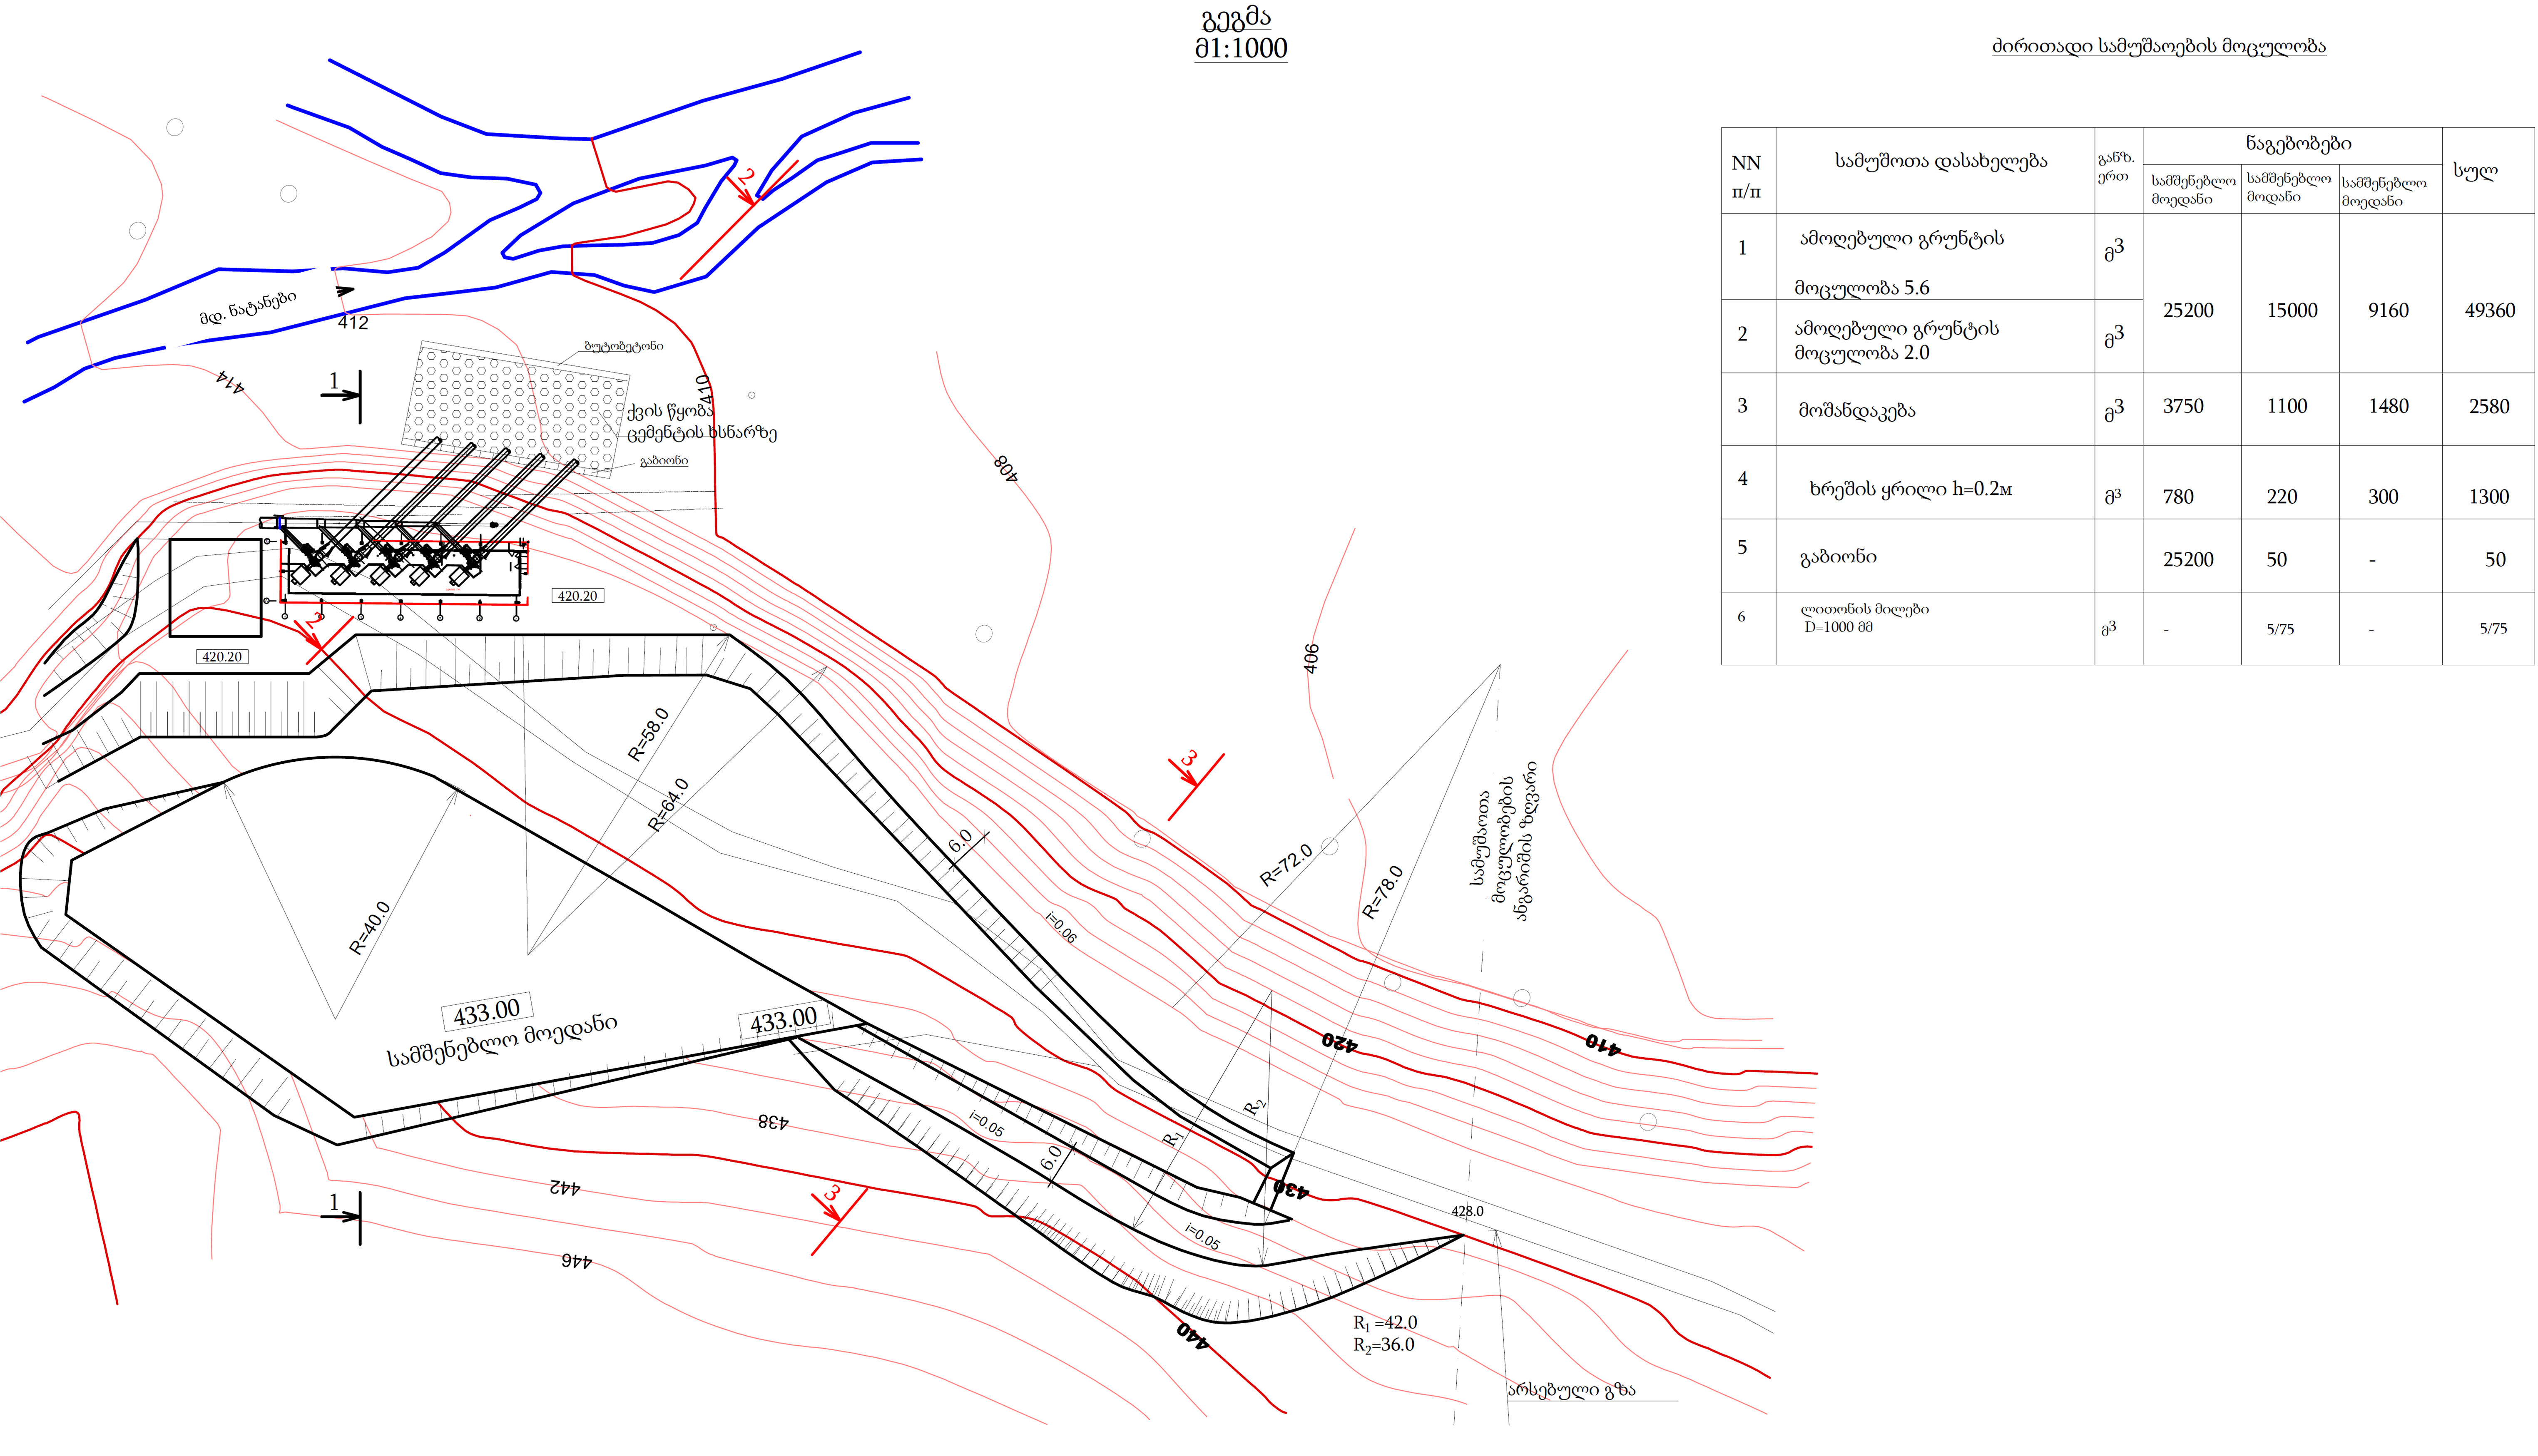 გეგმა
მ1:1000
ძირითადი სამუშაოების მოცულობა
NN
п/п
სამუშოთა დასახელება
განზ.
ერთ
ნაგებობები
სულ
სამშენებლო
მოედანი
სამშენებლო
მოდანი
სამშენებლო
მოედანი
1
ამოღებული გრუნტის
მოცულობა 5.6
მ3
25200
15000
9160
49360
2
ამოღებული გრუნტის
მოცულობა 2.0
მ3
3
მოშანდაკება
მ3
3750
1100
1480
2580
4
ხრეშის ყრილი h=0.2м
მ3
780
220
300
1300
5
გაბიონი
25200
50
-
50
6
ლითონის მილები
D=1000 მმ
მ3
-
5/75
-
5/75
2
მდ. ნატანები
412
414
1
ბუტობეტონი
410
ქვის წყობა
ცემენტის ხსნარზე
გაბიონი
408
420.20
2
420.20
406
R=58.0
R=64.0
3
6.0
R=72.0
R=78.0
სამუშაოთა
მოცულობების
ანგარიშის ზღვარი
R=40.0
i=0.06
433.00
სამშენებლო მოედანი
433.00
420
410
438
i=0.05
R2
R1
6.0
442
430
1
3
428.0
i=0.05
446
440
R1 =42.0
R2=36.0
არსებული გზა